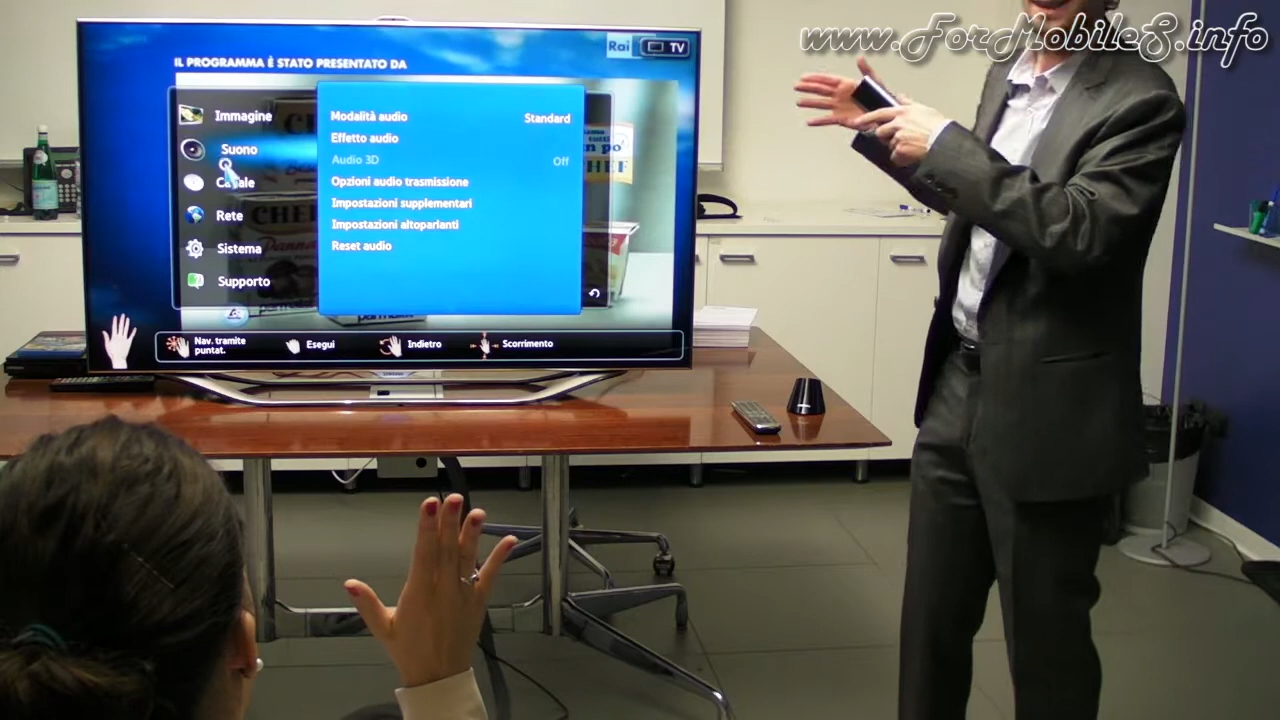 www.ForMobileS.info
Rai
TV
IL PROGRAMMA È STATO PRESENTATO DA
Immagine
Suono
Canale
Rete
Sistema
Supporto
Modalità audio Standard
Effetto audio
Audio 3D Off
Opzioni audio trasmissione
Impostazioni supplementari
Impostazioni altoparlanti
Reset audio
CHEF
Nav. tramite
puntat.
Esegui
Indietro
Scorrimento